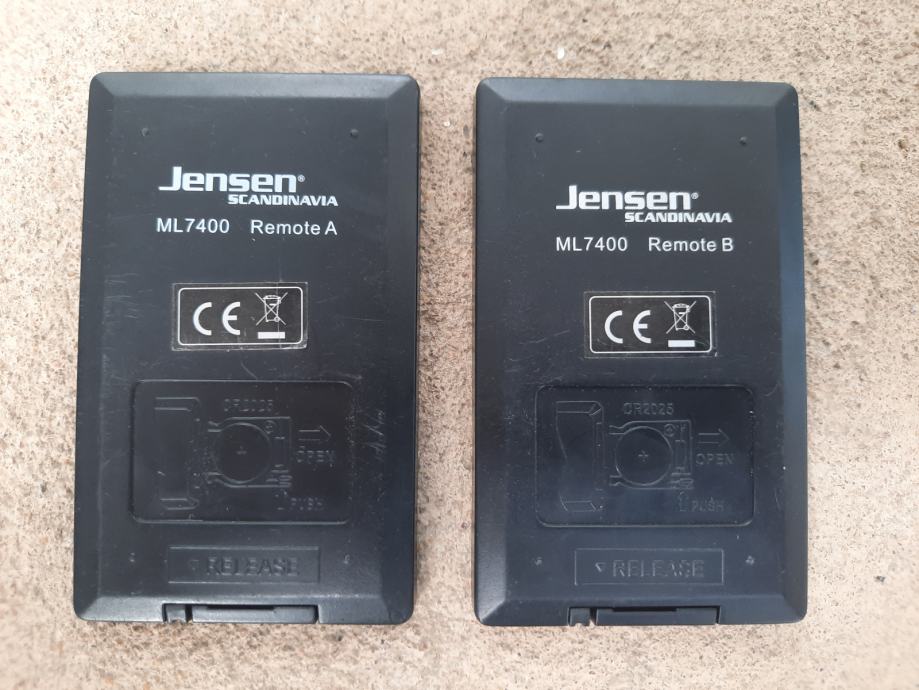 Jensen®
SCANDINAVIA
ML7400 Remote A
CE
CR2025
OPEN
PUSH
RELEASE
Jensen®
SCANDINAVIA
ML7400 Remote B
CE
CR2025
OPEN
PUSH
RELEASE